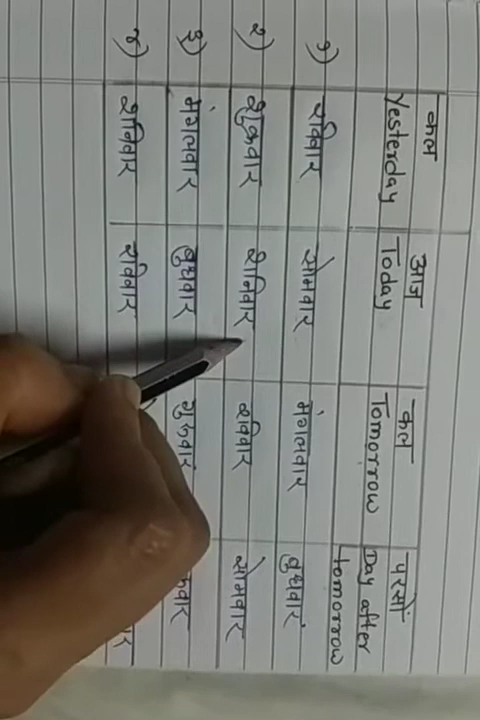 कल आज कल परसों
Yesterday Today Tomorrow Day after
tomorrow
१) रविवार सोमवार मंगलवार बुधवार
२) शुक्रवार शनिवार रविवार सोमवार
३) मंगलवार बुधवार गुरूवार
४) शनिवार रविवार